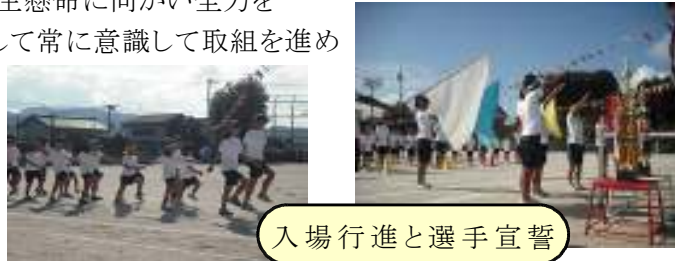 生懸命に向かい全力を
して常に意識して取組を進め
入場行進と選手宣誓